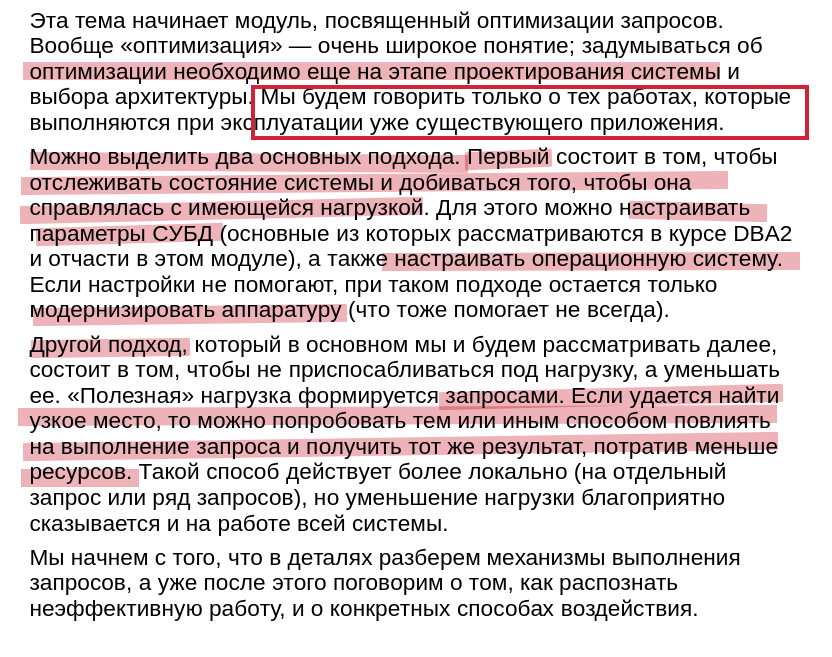 Эта тема начинает модуль, посвященный оптимизации запросов.
Вообще «оптимизация» — очень широкое понятие; задумываться об
оптимизации необходимо еще на этапе проектирования системы и
выбора архитектуры. Мы будем говорить только о тех работах, которые
выполняются при эксплуатации уже существующего приложения.
Можно выделить два основных подхода. Первый состоит в том, чтобы
отслеживать состояние системы и добиваться того, чтобы она
справлялась с имеющейся нагрузкой. Для этого можно настраивать
параметры СУБД (основные из которых рассматриваются в курсе DBA2
и отчасти в этом модуле), а также настраивать операционную систему.
Если настройки не помогают, при таком подходе остается только
модернизировать аппаратуру (что тоже помогает не всегда).
Другой подход, который в основном мы и будем рассматривать далее,
состоит в том, чтобы не приспосабливаться под нагрузку, а уменьшать
ее. «Полезная» нагрузка формируется запросами. Если удается найти
узкое место, то можно попробовать тем или иным способом повлиять
на выполнение запроса и получить тот же результат, потратив меньше
ресурсов. Такой способ действует более локально (на отдельный
запрос или ряд запросов), но уменьшение нагрузки благоприятно
сказывается и на работе всей системы.
Мы начнем с того, что в деталях разберем механизмы выполнения
запросов, а уже после этого поговорим о том, как распознать
неэффективную работу, и о конкретных способах воздействия.